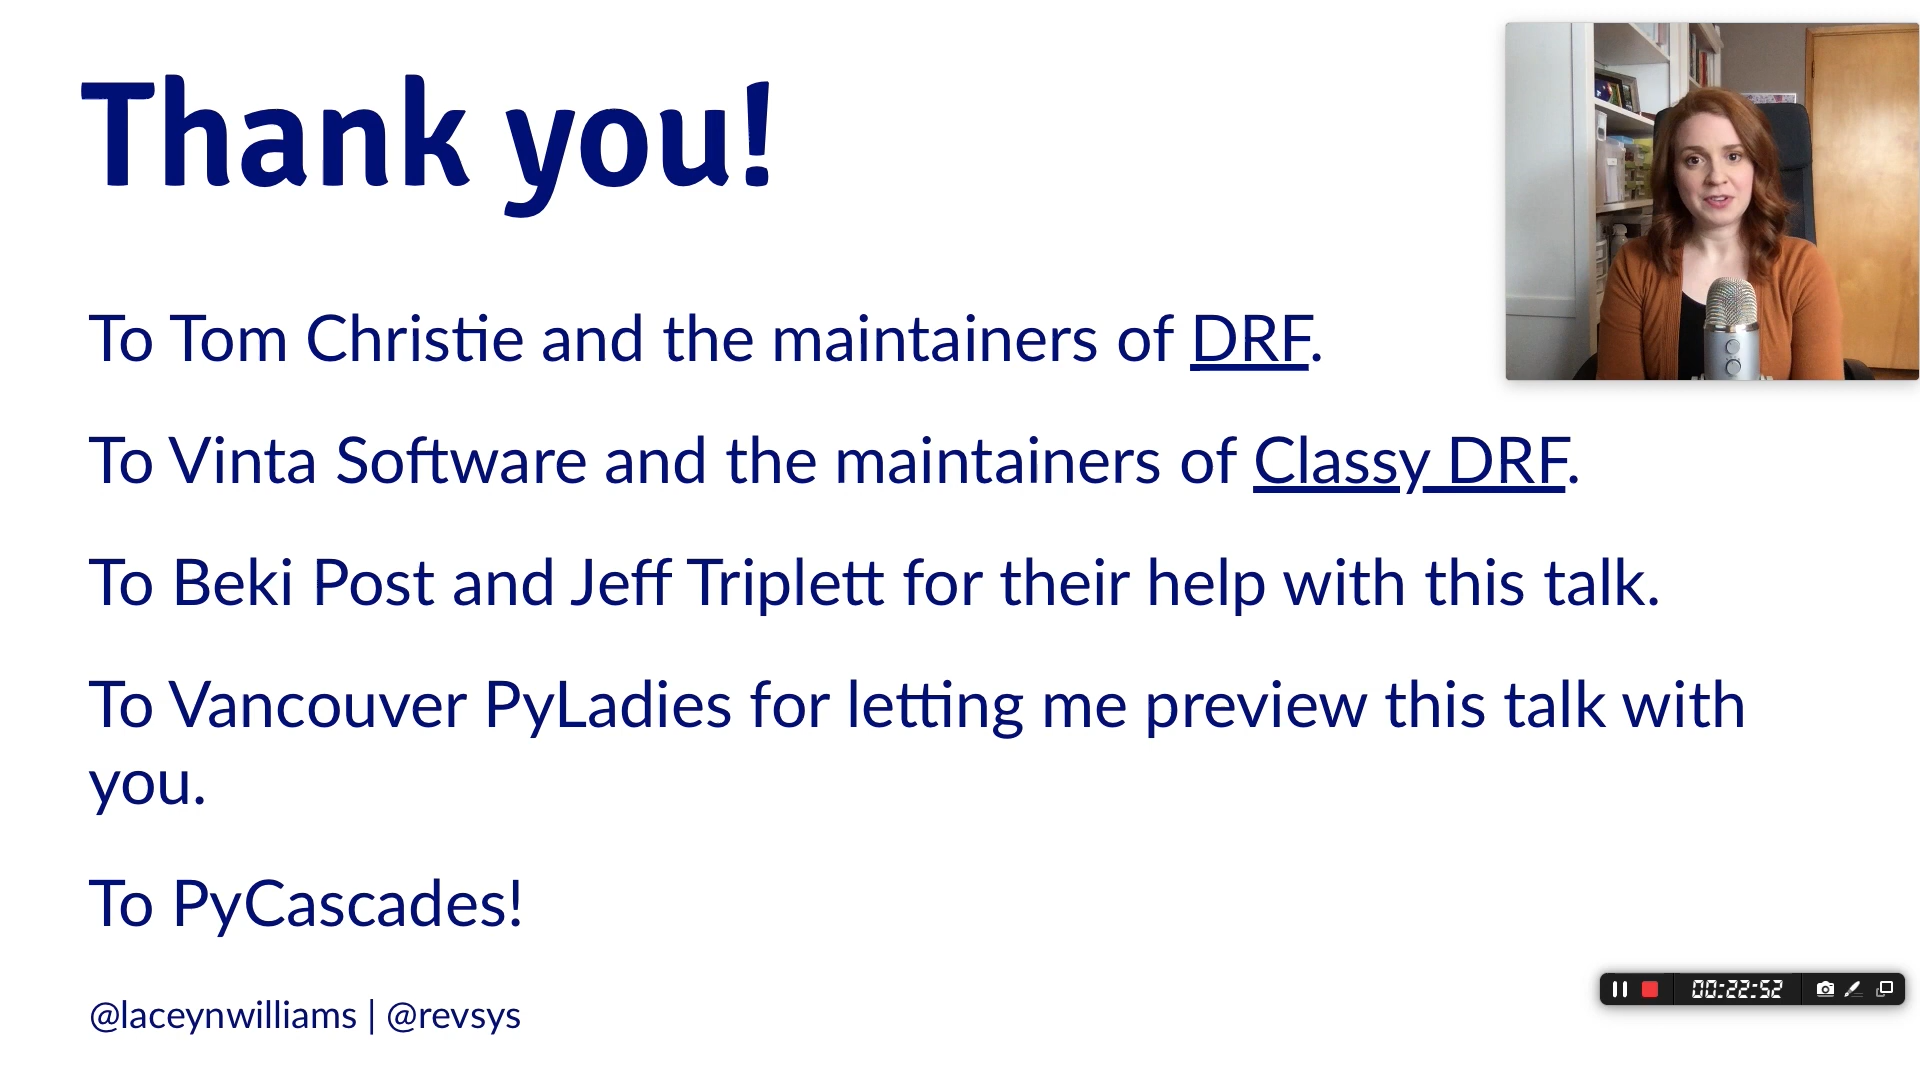 Thank you!
To Tom Christie and the maintainers of DRF.
To Vinta Software and the maintainers of Classy DRF.
To Beki Post and Jeff Triplett for their help with this talk.
To Vancouver PyLadies for letting me preview this talk with
you.
To PyCascades!
@laceynwilliams | @revsys
00:22:52